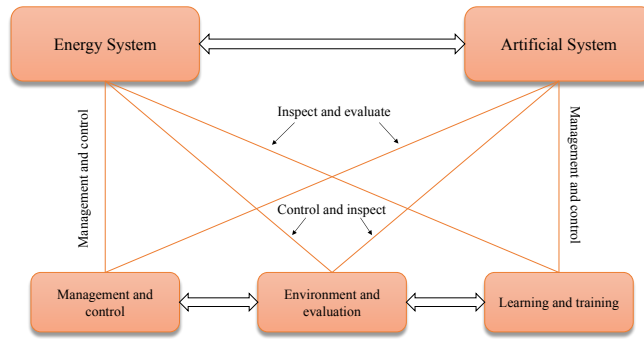 Energy System
Artificial System
Inspect and evaluate
Management and control
Management and control
Control and inspect
Management and
control
Environment and
evaluation
Learning and training